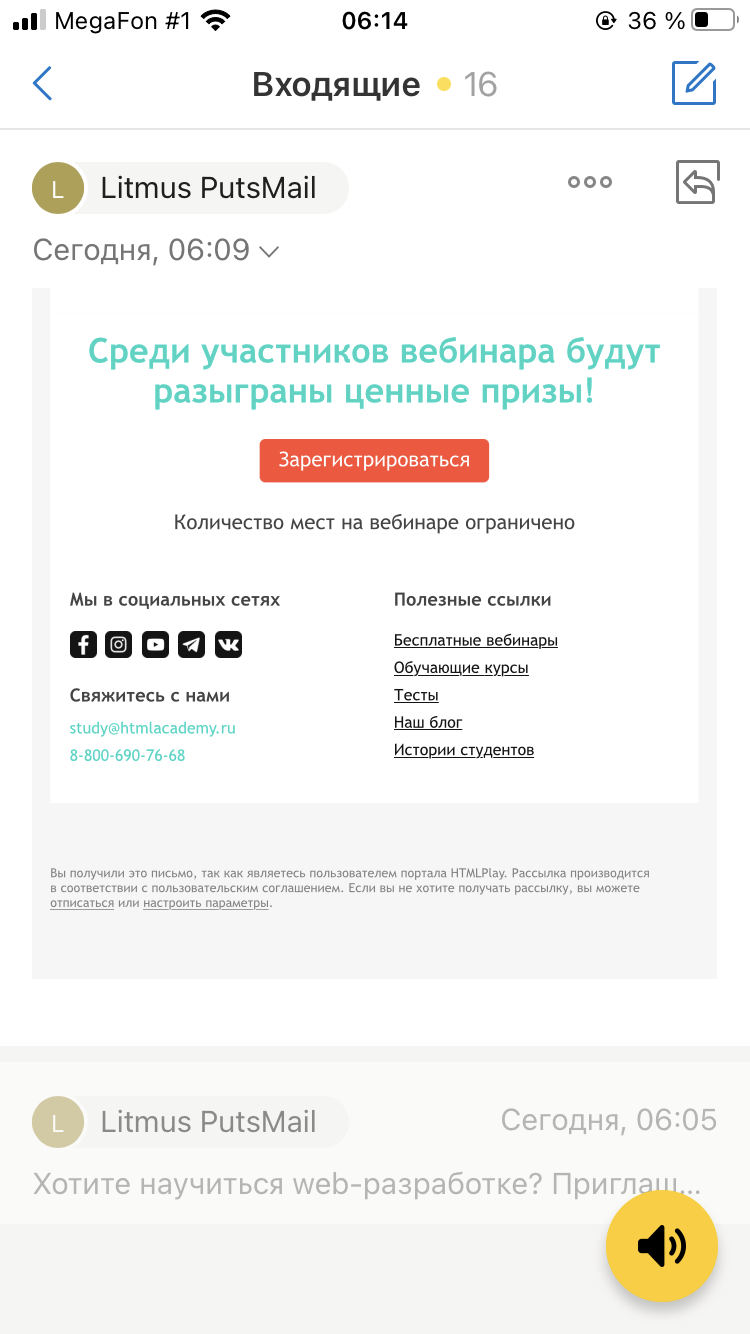 MegaFon #1
06:14
36 %
Входящие
16
L
Litmus PutsMail
Сегодня, 06:09
Среди участников вебинара будут
разыграны ценные призы!
Зарегистрироваться
Количество мест на вебинаре ограничено
Мы в социальных сетях
Свяжитесь с нами
study@htmlacademy.ru
8-800-690-76-68
Полезные ссылки
Бесплатные вебинары
Обучающие курсы
Тесты
Наш блог
Истории студентов
Вы получили это письмо, так как являетесь пользователем портала HTMLPlay. Рассылка производится
в соответствии с пользовательским соглашением. Если вы не хотите получать рассылку, вы можете
отписаться или настроить параметры.
L
Litmus PutsMail
Сегодня, 06:05
Хотите научиться web-разработке? Приглаш...